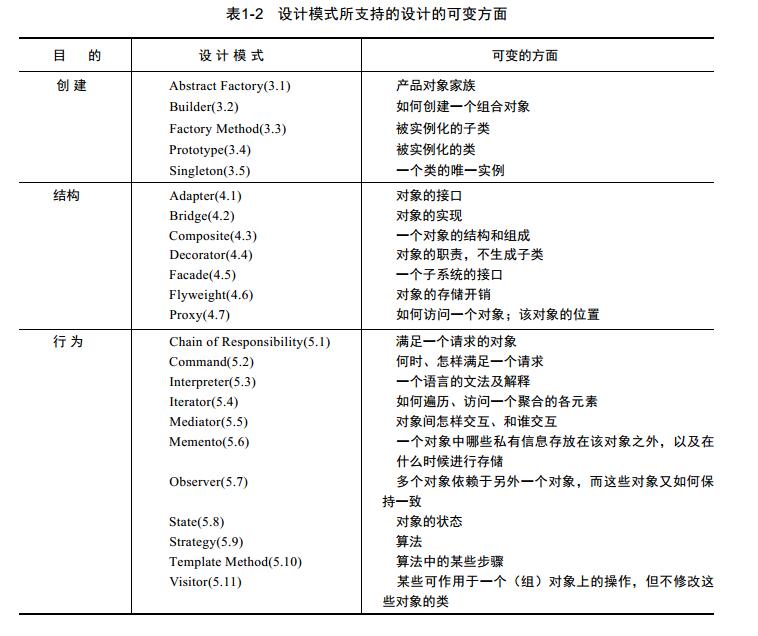 表1-2 设计模式所支持的设计的可变方面
目 的 设 计 模 式 可变的方面
创 建 Abstract Factory(3.1) 产品对象家族
Builder(3.2) 如何创建一个组合对象
Factory Method(3.3) 被实例化的子类
Prototype(3.4) 被实例化的类
Singleton(3.5) 一个类的唯一实例
结构 Adapter(4.1) 对象的接口
Bridge(4.2) 对象的实现
Composite(4.3) 一个对象的结构和组成
Decorator(4.4) 对象的职责，不生成子类
Facade(4.5) 一个子系统的接口
Flyweight(4.6) 对象的存储开销
Proxy(4.7) 如何访问一个对象；该对象的位置
行 为 Chain of Responsibility(5.1) 满足一个请求的对象
Command(5.2) 何时、怎样满足一个请求
Interpreter(5.3) 一个语言的文法及解释
Iterator(5.4) 如何遍历、访问一个聚合的各元素
Mediator(5.5) 对象间怎样交互、和谁交互
Memento(5.6) 一个对象中哪些私有信息存放在该对象之外，以及在
什么时候进行存储
Observer(5.7) 多个对象依赖于另外一个对象，而这些对象又如何保
持一致
State(5.8) 对象的状态
Strategy(5.9) 算法
Template Method(5.10) 算法中的某些步骤
Visitor(5.11) 某些可作用于一个（组）对象上的操作，但不修改这
些对象的类